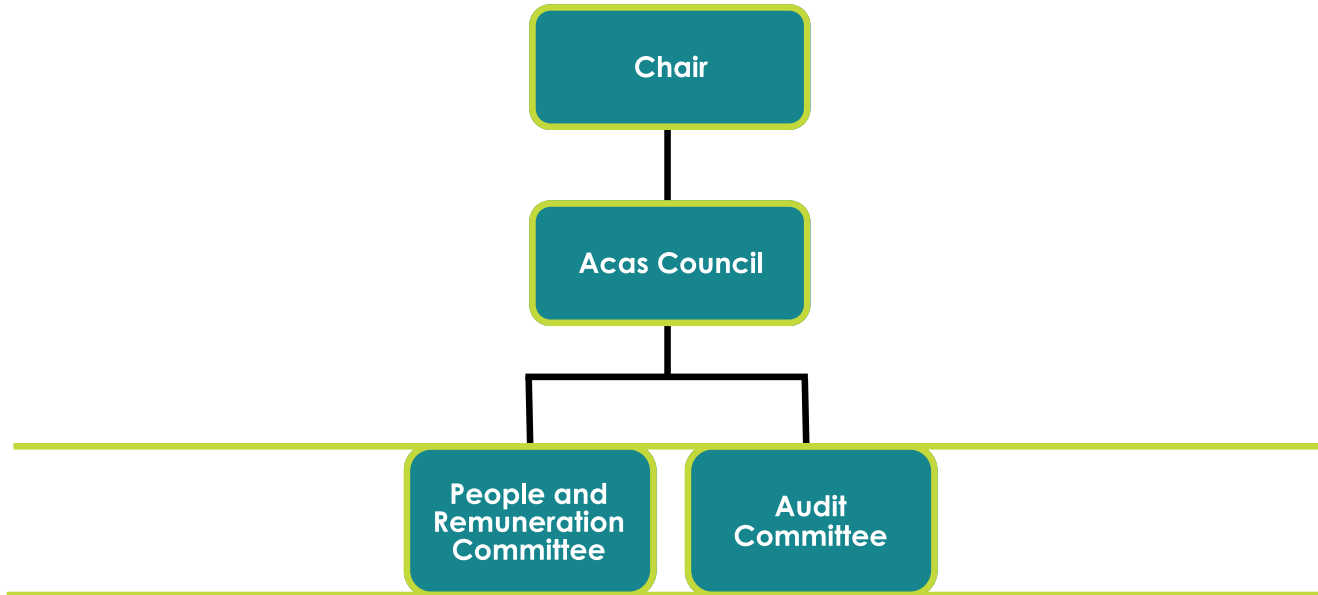 Chair
Acas Council
People and
Remuneration
Committee
Audit
Committee